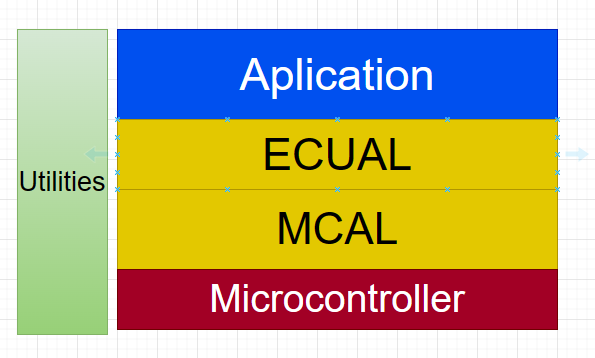 Aplication
ECUAL
Utilities
MCAL
Microcontroller